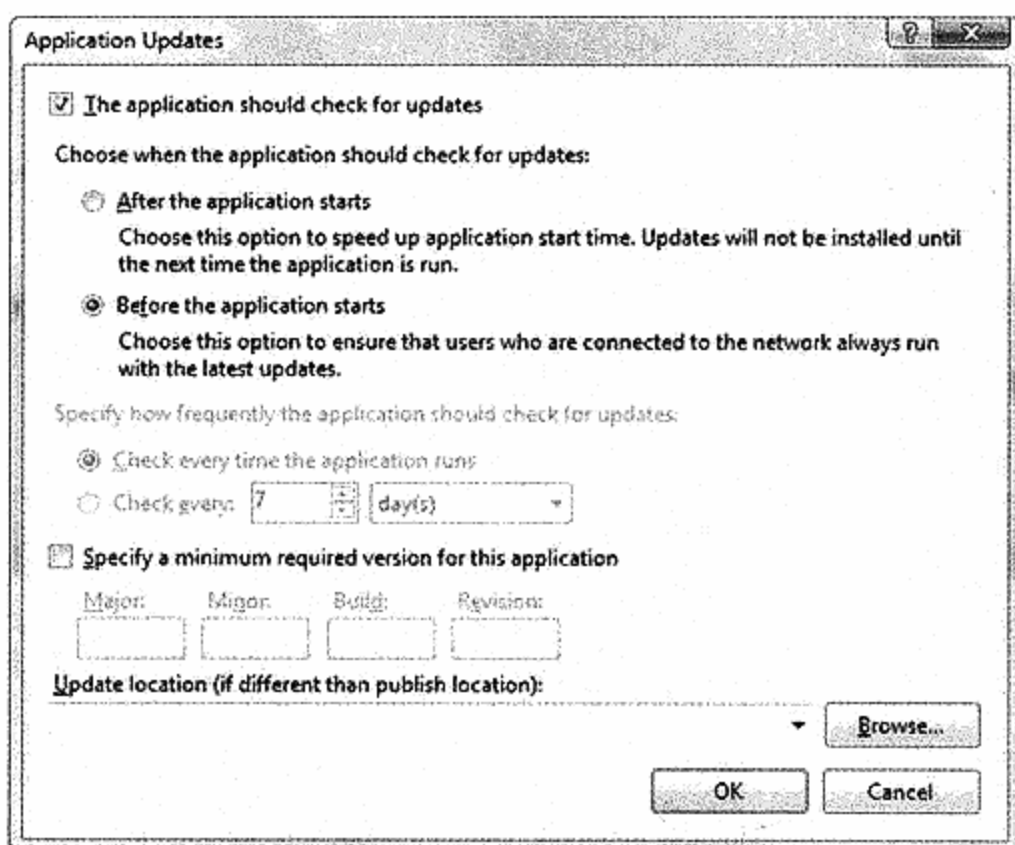 Application Updates
The application should check for updates
Choose when the application should check for updates:
After the application starts
Choose this option to speed up application start time. Updates will not be installed until
the next time the application is run.
Before the application starts
Choose this option to ensure that users who are connected to the network always run
with the latest updates.
Specify how frequently the application should check for updates:
Check every time the application runs
Check every: 7 day(s)
Specify a minimum required version for this application
Major: Minor: Build: Revision:
Update location (if different than publish location):
Browse...
OK Cancel